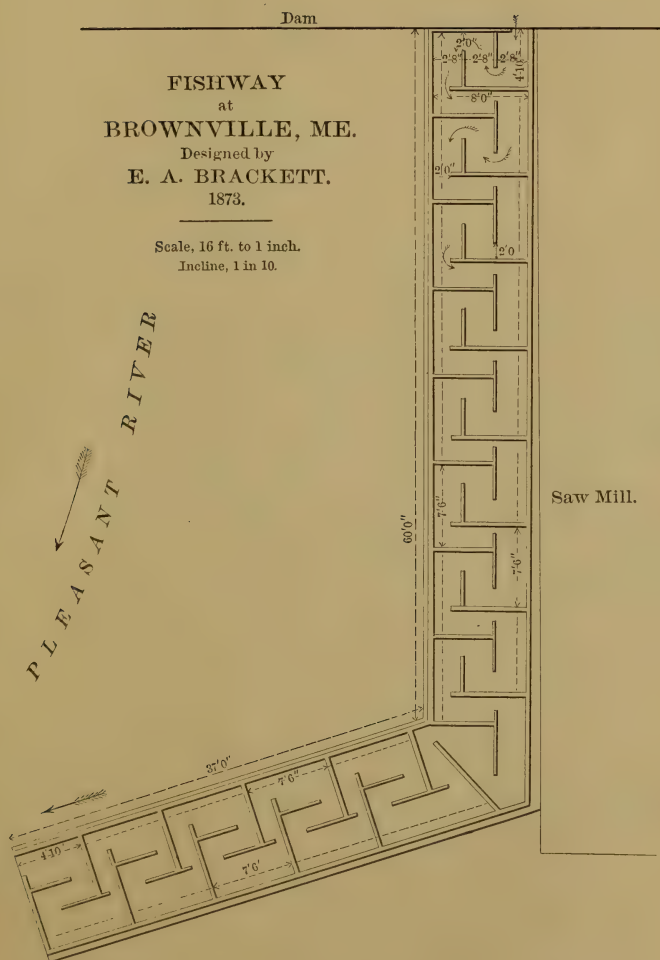 Dam
FISHWAY
at
BROWNVILLE, ME.
Designed by
E. A. BRACKETT.
1873.
Scale, 16 ft. to 1 inch.
Incline, 1 in 10.
PLEASANT RIVER
Saw Mill.
2'0"
2'8" 2'8" 2'8"
4'10"
8'0"
2'0"
2'0
7'6"
7'6"
60'0"
37'0"
7'6"
4'10"
7'6'